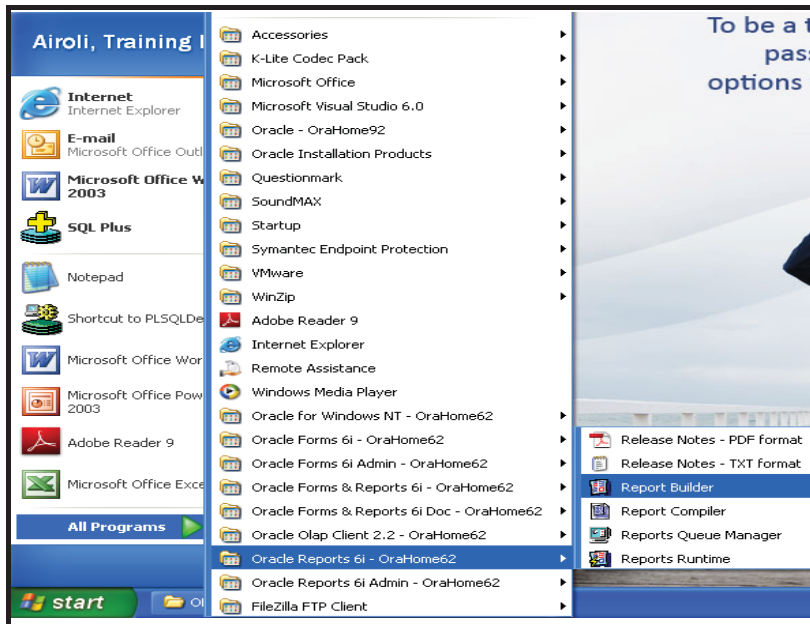 Airoli, Training
Internet
Internet Explorer
E-mail
Microsoft Office Outl
Microsoft Office W
2003
SQL Plus
Notepad
Shortcut to PLSQLDe
Microsoft Office Wor
Microsoft Office Pow
2003
Adobe Reader 9
Microsoft Office Exce
All Programs
start
Accessories
K-Lite Codec Pack
Microsoft Office
Microsoft Visual Studio 6.0
Oracle - OraHome92
Oracle Installation Products
Questionmark
SoundMAX
Startup
Symantec Endpoint Protection
VMware
WinZip
Adobe Reader 9
Internet Explorer
Remote Assistance
Windows Media Player
Oracle for Windows NT - OraHome62
Oracle Forms 6i - OraHome62
Oracle Forms 6i Admin - OraHome62
Oracle Forms & Reports 6i - OraHome62
Oracle Forms & Reports 6i Doc - OraHome62
Oracle Olap Client 2.2 - OraHome62
Oracle Reports 6i - OraHome62
Oracle Reports 6i Admin - OraHome62
FileZilla FTP Client
To be a t
pass
options
Release Notes - PDF format
Release Notes - TXT format
Report Builder
Report Compiler
Reports Queue Manager
Reports Runtime